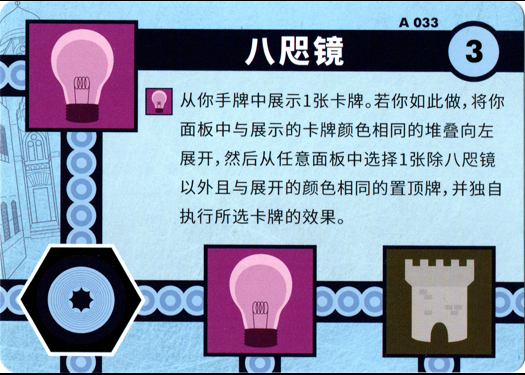 A 033
八咫镜
3
从你手牌中展示1张卡牌。若你如此做，将你
面板中与展示的卡牌颜色相同的堆叠向左
展开，然后从任意面板中选择1张除八咫镜
以外且与展开的颜色相同的置顶牌，并独自
执行所选卡牌的效果。